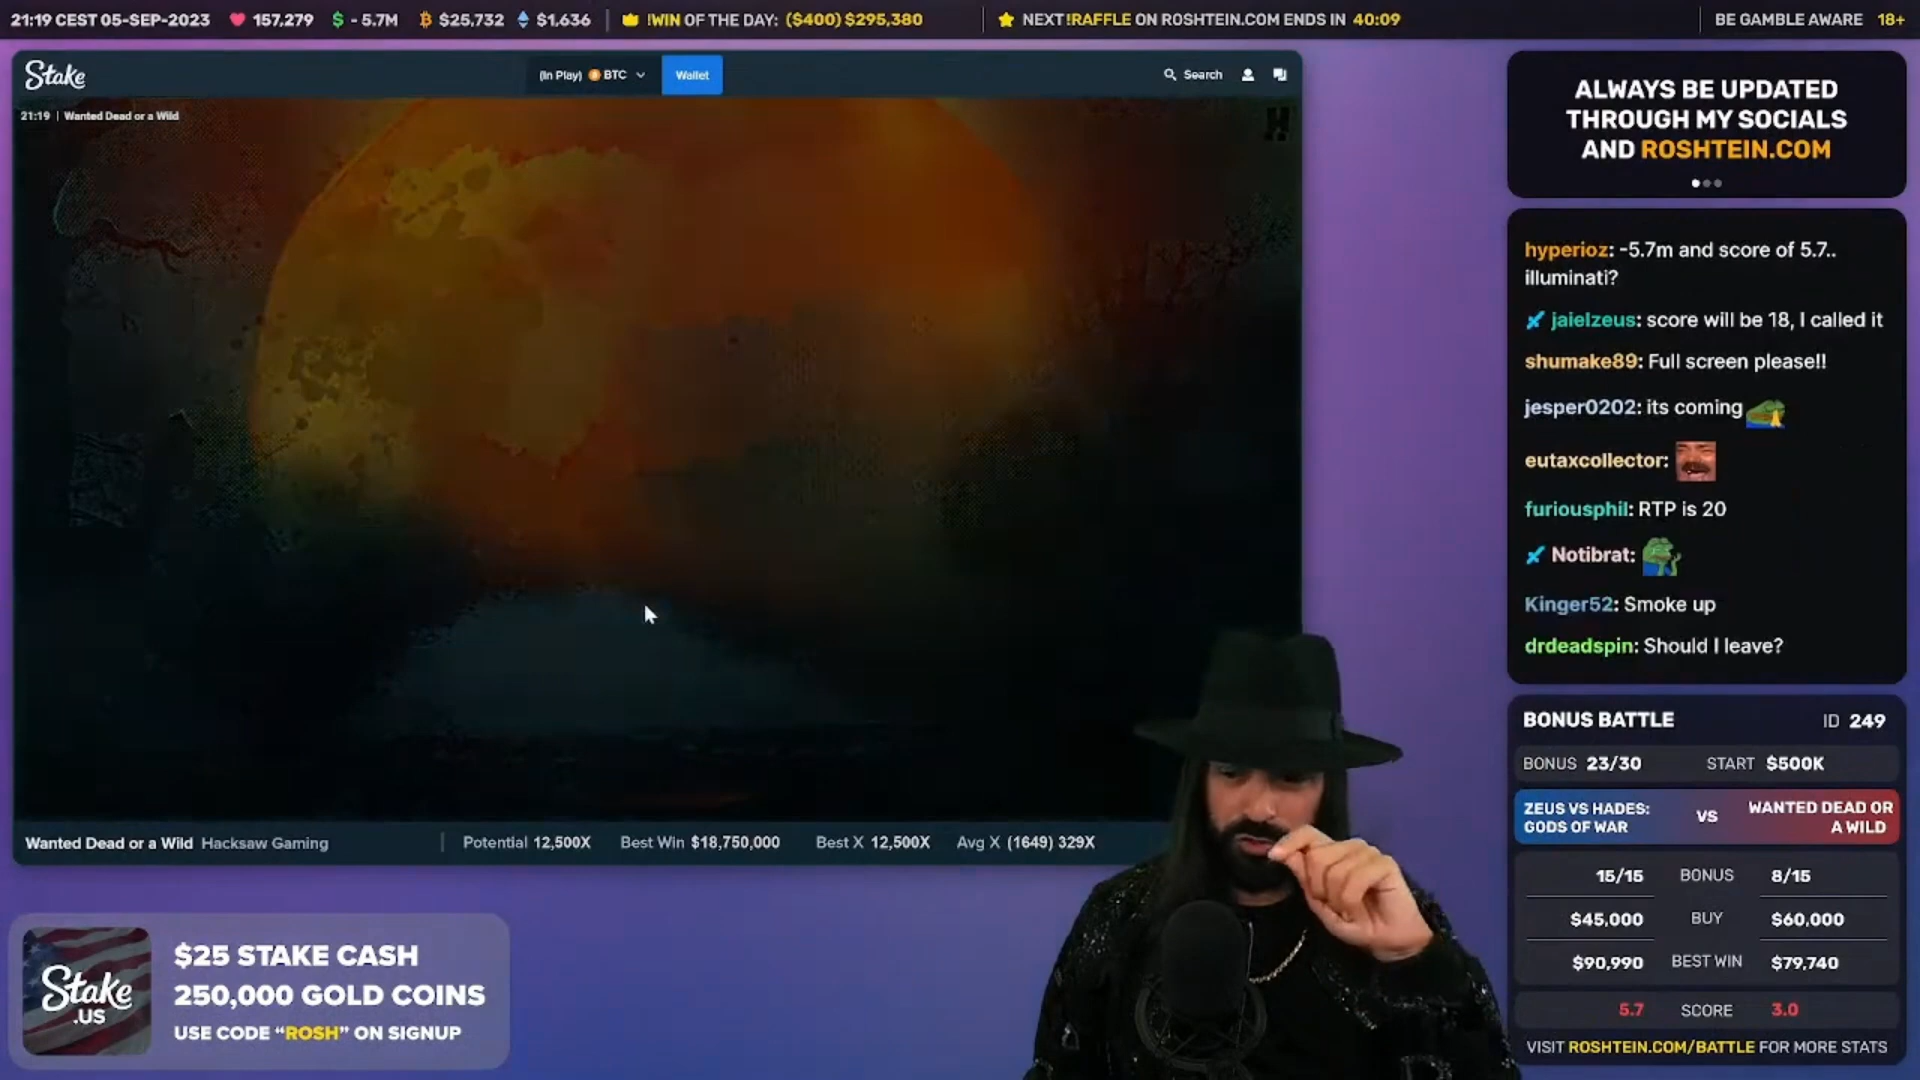 21:19 CEST 05-SEP-2023 157,279 $ - 5.7M $25,732 $1,636 !WIN OF THE DAY: ($400) $295,380 NEXT !RAFFLE ON ROSHTEIN.COM ENDS IN 40:09 BE GAMBLE AWARE 18+
Stake (In Play) BTC Wallet Search
21:19 | Wanted Dead or a Wild
ALWAYS BE UPDATED
THROUGH MY SOCIALS
AND ROSHTEIN.COM
hyperioz: -5.7m and score of 5.7..
illuminati?
jaielzeus: score will be 18, I called it
shumake89: Full screen please!!
jesper0202: its coming
eutaxcollector:
furiousphil: RTP is 20
Notibrat:
Kinger52: Smoke up
drdeadspin: Should I leave?
BONUS BATTLE ID 249
BONUS 23/30 START $500K
ZEUS VS HADES:
GODS OF WAR
VS
WANTED DEAD OR
A WILD
15/15 BONUS 8/15
$45,000 BUY $60,000
$90,990 BEST WIN $79,740
5.7 SCORE 3.0
VISIT ROSHTEIN.COM/BATTLE FOR MORE STATS
Wanted Dead or a Wild Hacksaw Gaming Potential 12,500X Best Win $18,750,000 Best X 12,500X Avg X (1649) 329X
Stake
.US
$25 STAKE CASH
250,000 GOLD COINS
USE CODE “ROSH” ON SIGNUP